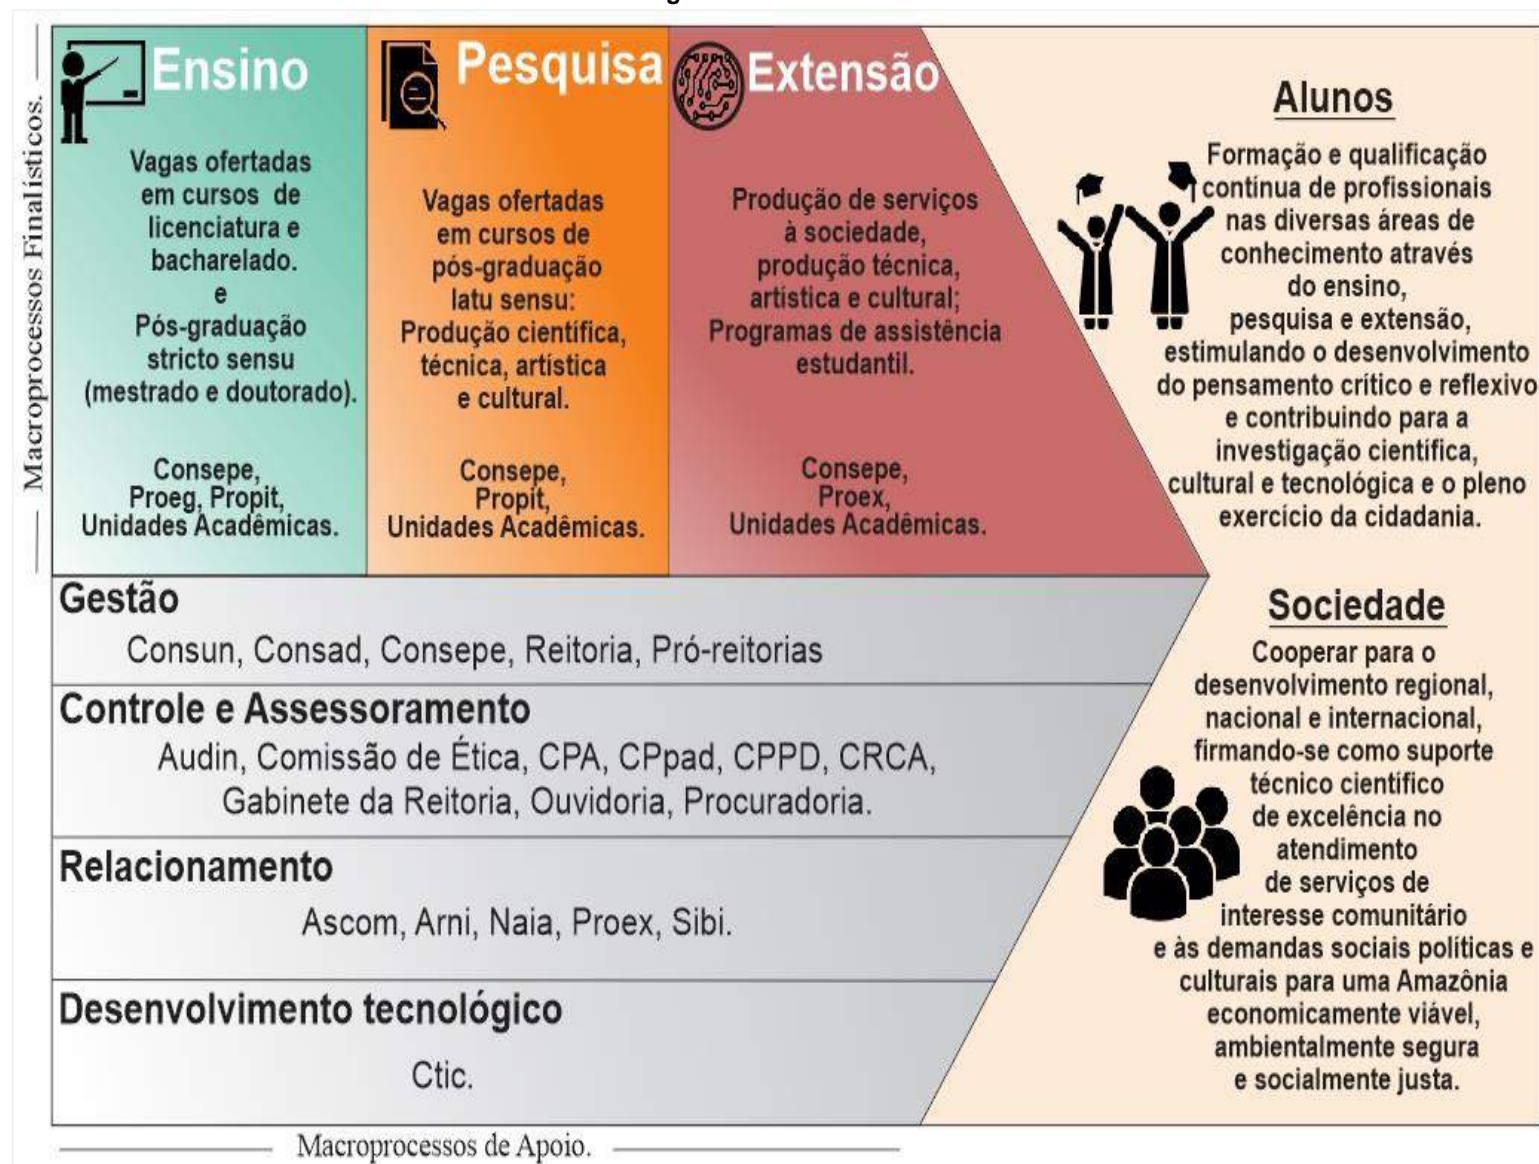 Macroprocessos Finalísticos.
Ensino
Vagas ofertadas
em cursos de
licenciatura e
bacharelado.
e
Pós-graduação
stricto sensu
(mestrado e doutorado).
Consepe,
Proeg, Propit,
Unidades Acadêmicas.
Pesquisa
Vagas ofertadas
em cursos de
pós-graduação
latu sensu:
Produção científica,
técnica, artística
e cultural.
Consepe,
Propit,
Unidades Acadêmicas.
Extensão
Produção de serviços
à sociedade,
produção técnica,
artística e cultural;
Programas de assistência
estudantil.
Consepe,
Proex,
Unidades Acadêmicas.
Alunos
Formação e qualificação
continua de profissionais
nas diversas áreas de
conhecimento através
do ensino,
pesquisa e extensão,
estimulando o desenvolvimento
do pensamento crítico e reflexivo
e contribuindo para a
investigação científica,
cultural e tecnológica e o pleno
exercício da cidadania.
Gestão
Consun, Consad, Consepe, Reitoria, Pró-reitorias
Controle e Assessoramento
Audin, Comissão de Ética, CPA, CPpad, CPPD, CRCA,
Gabinete da Reitoria, Ouvidoria, Procuradoria.
Relacionamento
Ascom, Arni, Naia, Proex, Sibi.
Desenvolvimento tecnológico
Ctic.
Sociedade
Cooperar para o
desenvolvimento regional,
nacional e internacional,
firmando-se como suporte
técnico científico
de excelência no
atendimento
de serviços de
interesse comunitário
e às demandas sociais políticas e
culturais para uma Amazônia
economicamente viável,
ambientalmente segura
e socialmente justa.
Macroprocessos de Apoio.